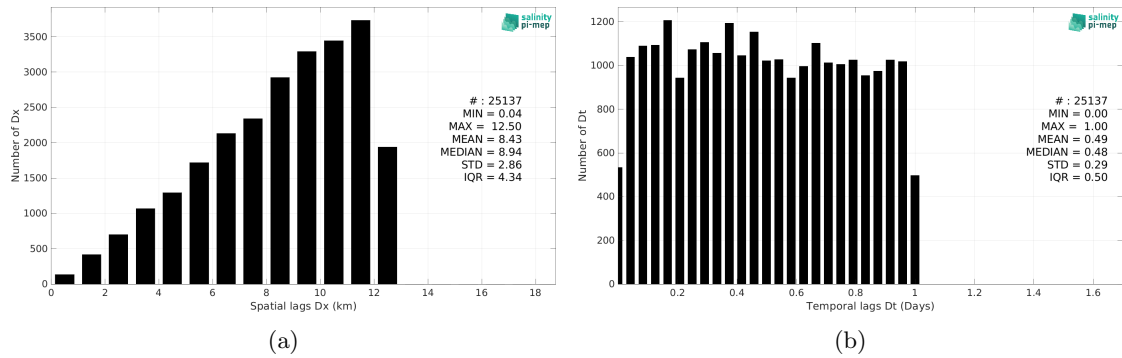 3500
3000
2500
2000
1500
1000
500
0
Number of Dx
salinity
pi-mep
# : 25137
MIN = 0.04
MAX = 12.50
MEAN = 8.43
MEDIAN = 8.94
STD = 2.86
IQR = 4.34
0 2 4 6 8 10 12 14 16 18
Spatial lags Dx (km)
(a)
1200
1000
800
600
400
200
0
Number of Dt
salinity
pi-mep
# : 25137
MIN = 0.00
MAX = 1.00
MEAN = 0.49
MEDIAN = 0.48
STD = 0.29
IQR = 0.50
0.2 0.4 0.6 0.8 1 1.2 1.4 1.6
Temporal lags Dt (Days)
(b)